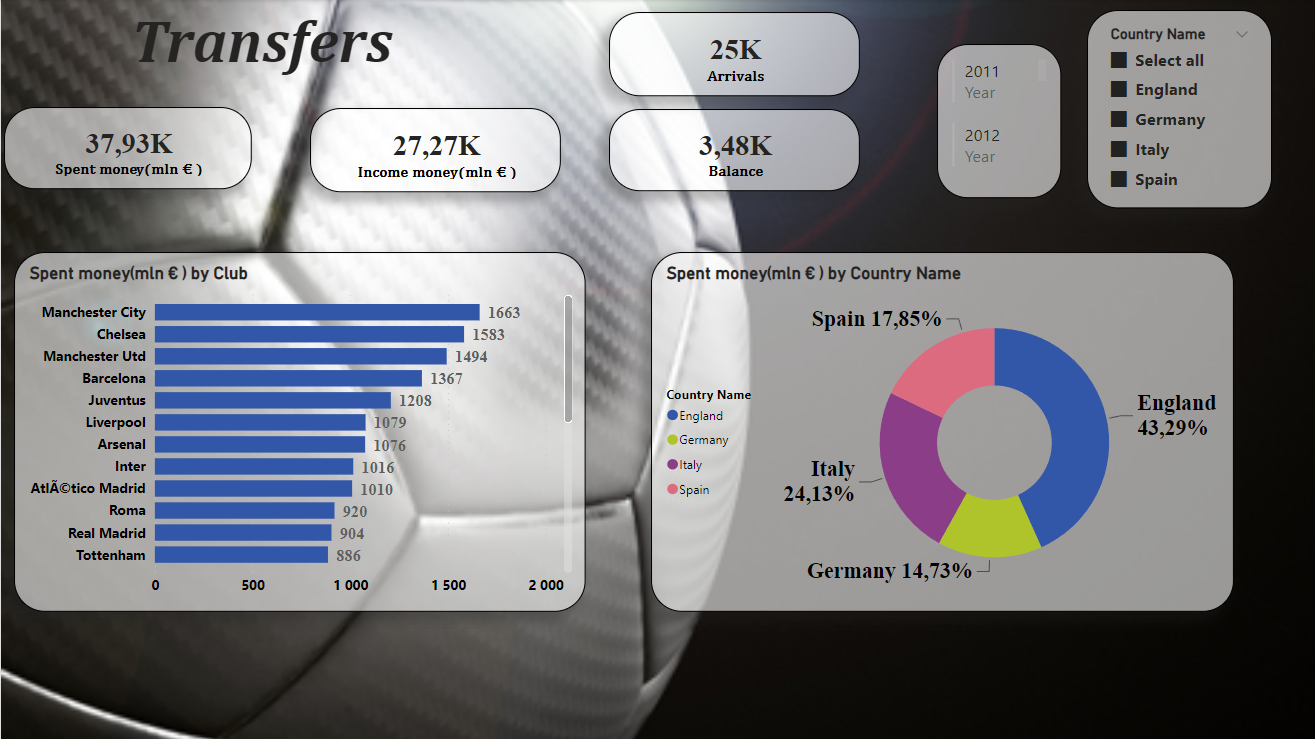 Transfers
25K
Arrivals
37,93K
Spent money(mln € )
27,27K
Income money(mln € )
3,48K
Balance
2011
Year
2012
Year
Country Name
Select all
England
Germany
Italy
Spain
Spent money(mln € ) by Club
Manchester City 1663
Chelsea 1583
Manchester Utd 1494
Barcelona 1367
Juventus 1208
Liverpool 1079
Arsenal 1076
Inter 1016
AtlÃ©tico Madrid 1010
Roma 920
Real Madrid 904
Tottenham 886
0 500 1 000 1 500 2 000
Spent money(mln € ) by Country Name
Country Name
England
Germany
Italy
Spain
Spain 17,85%
England
43,29%
Italy
24,13%
Germany 14,73%